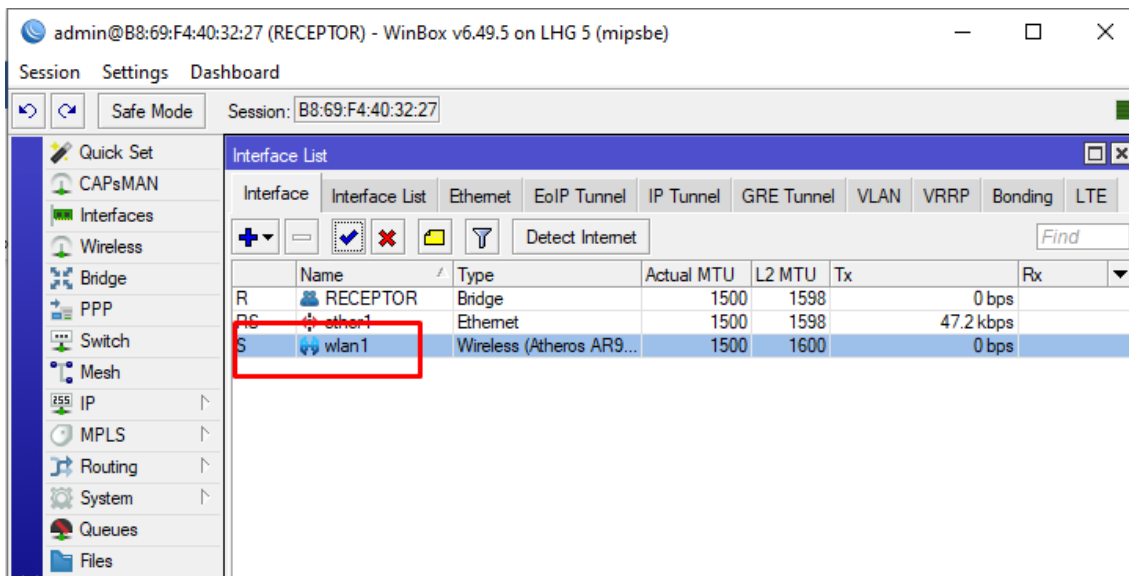 admin@B8:69:F4:40:32:27 (RECEPTOR) - WinBox v6.49.5 on LHG 5 (mipsbe)
Session Settings Dashboard
Safe Mode Session: B8:69:F4:40:32:27
Quick Set
CAPsMAN
Interfaces
Wireless
Bridge
PPP
Switch
Mesh
IP
MPLS
Routing
System
Queues
Files
Interface List
Interface Interface List Ethernet EoIP Tunnel IP Tunnel GRE Tunnel VLAN VRRP Bonding LTE
Detect Internet Find
Name Type Actual MTU L2 MTU Tx Rx
R RECEPTOR Bridge 1500 1598 0 bps
RS ether1 Ethernet 1500 1598 47.2 kbps
S wlan1 Wireless (Atheros AR9... 1500 1600 0 bps